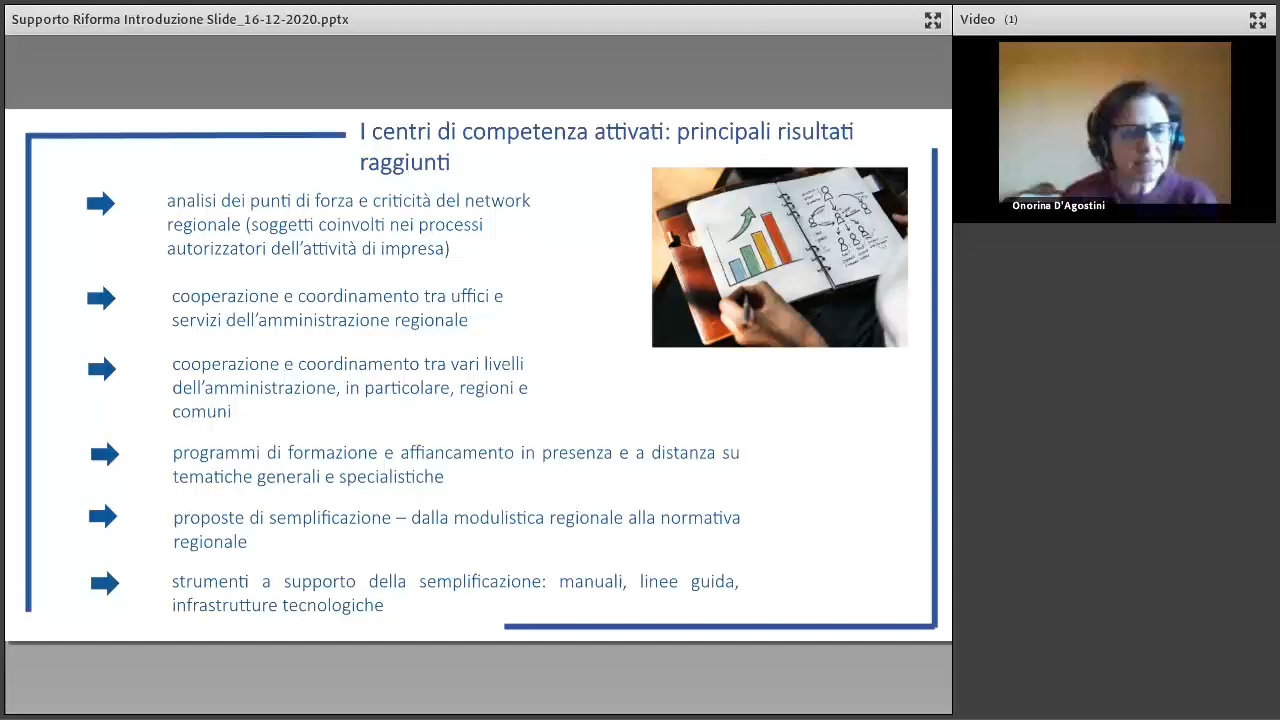 Supporto Riforma Introduzione Slide_16-12-2020.pptx
Video (1)
Onorina D'Agostini
I centri di competenza attivati: principali risultati
raggiunti
analisi dei punti di forza e criticità del network
regionale (soggetti coinvolti nei processi
autorizzatori dell’attività di impresa)
cooperazione e coordinamento tra uffici e
servizi dell’amministrazione regionale
cooperazione e coordinamento tra vari livelli
dell’amministrazione, in particolare, regioni e
comuni
programmi di formazione e affiancamento in presenza e a distanza su
tematiche generali e specialistiche
proposte di semplificazione – dalla modulistica regionale alla normativa
regionale
strumenti a supporto della semplificazione: manuali, linee guida,
infrastrutture tecnologiche